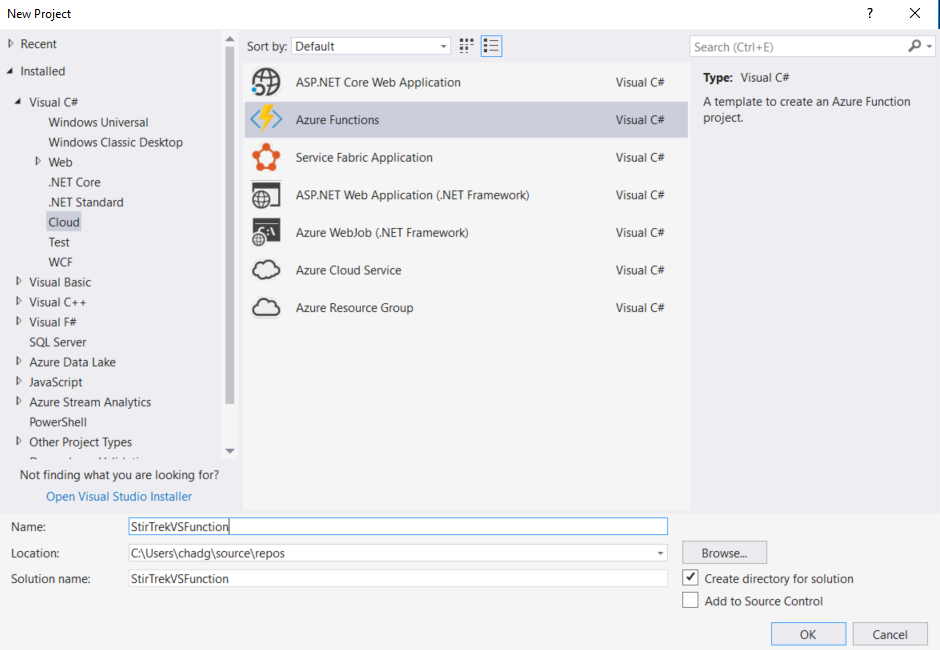 New Project
?
Recent
Installed
Visual C#
Windows Universal
Windows Classic Desktop
Web
.NET Core
.NET Standard
Cloud
Test
WCF
Visual Basic
Visual C++
Visual F#
SQL Server
Azure Data Lake
JavaScript
Azure Stream Analytics
PowerShell
Other Project Types
Not finding what you are looking for?
Open Visual Studio Installer
Sort by: Default
ASP.NET Core Web Application Visual C#
Azure Functions Visual C#
Service Fabric Application Visual C#
ASP.NET Web Application (.NET Framework) Visual C#
Azure WebJob (.NET Framework) Visual C#
Azure Cloud Service Visual C#
Azure Resource Group Visual C#
Search (Ctrl+E)
Type: Visual C#
A template to create an Azure Function
project.
Name: StirTrekVSFunction
Location: C:\Users\chadg\source\repos
Browse...
Solution name: StirTrekVSFunction
Create directory for solution
Add to Source Control
OK Cancel